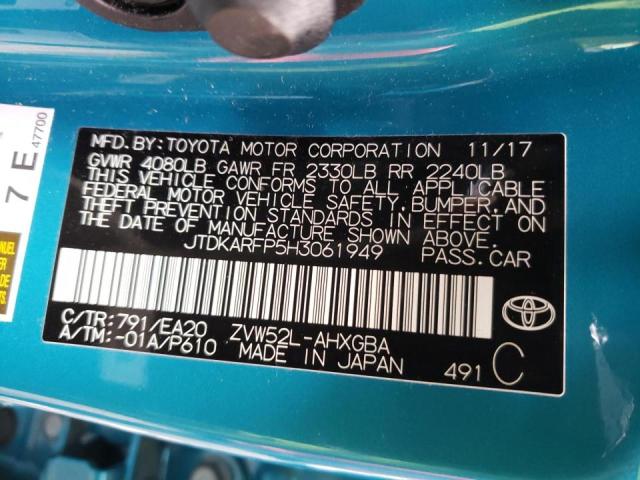 MFD. BY: TOYOTA MOTOR CORPORATION 11/17
GVWR 4080LB GAWR FR 2330LB RR 2240LB
THIS VEHICLE CONFORMS TO ALL APPLICABLE
FEDERAL MOTOR VEHICLE SAFETY, BUMPER, AND
THEFT PREVENTION STANDARDS IN EFFECT ON
THE DATE OF MANUFACTURE SHOWN ABOVE.
JTDKARFP5H3061949 PASS. CAR
C/TR: 791/EA20 ZVW52L-AHXGBA
A/TM: -01A/P610 MADE IN JAPAN
TOYOTA
491 C
7 E
47700